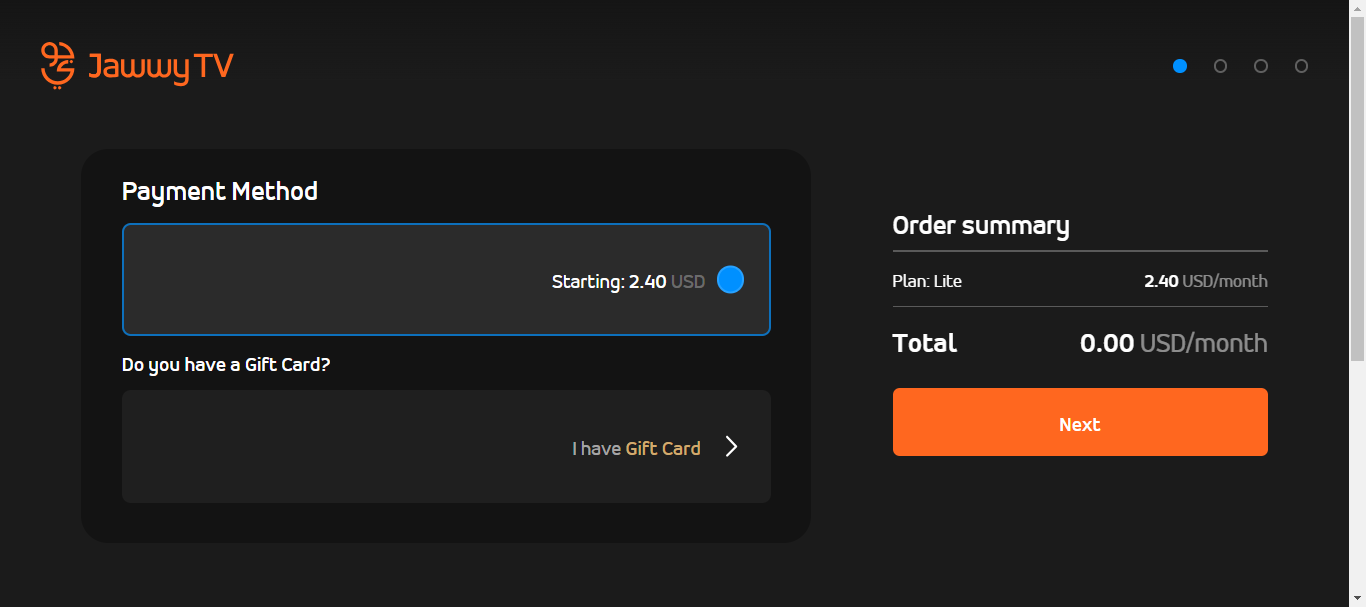 Jawwy TV
Payment Method
Starting: 2.40 USD
Do you have a Gift Card?
I have Gift Card
Order summary
Plan: Lite 2.40 USD/month
Total 0.00 USD/month
Next